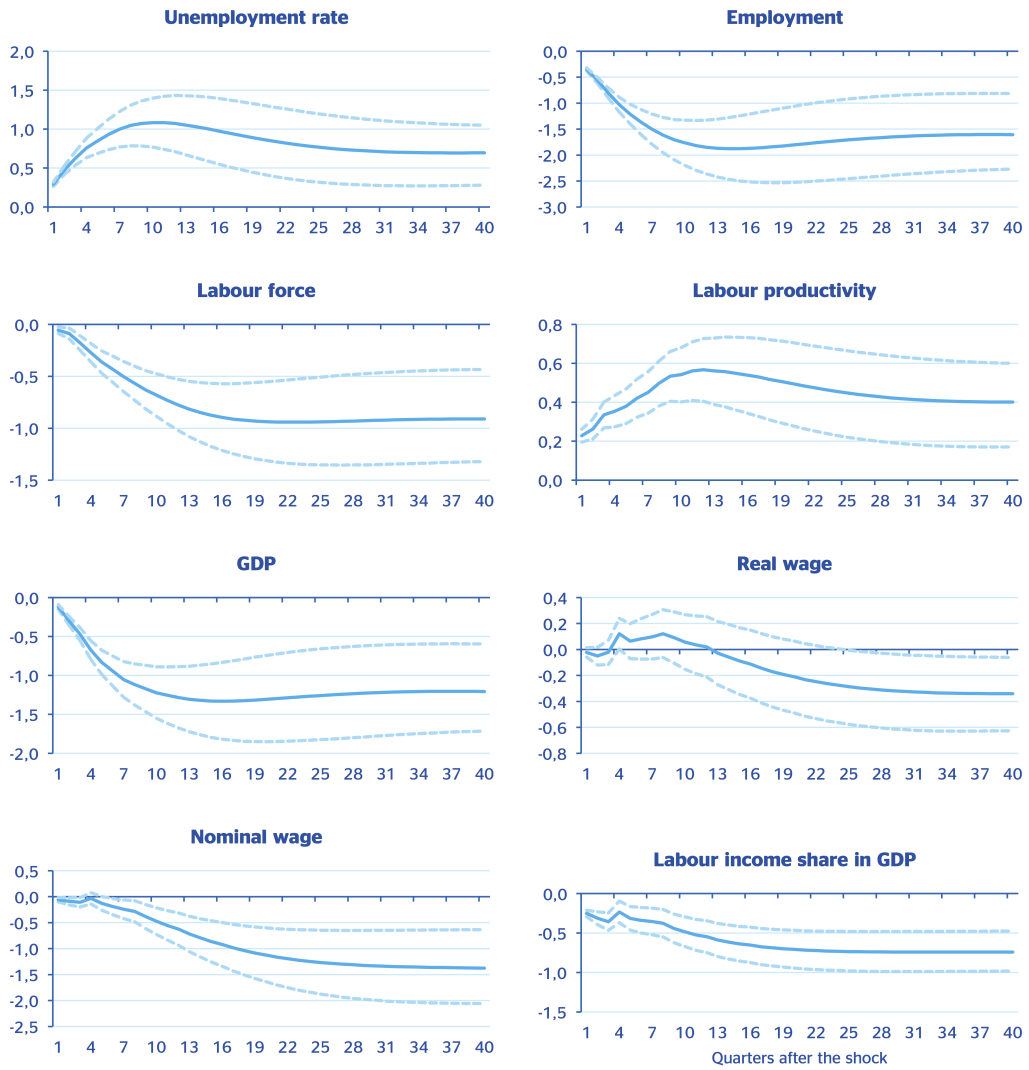 Unemployment rate
2,0
1,5
1,0
0,5
0,0
1 4 7 10 13 16 19 22 25 28 31 34 37 40
Employment
0,0
-0,5
-1,0
-1,5
-2,0
-2,5
-3,0
1 4 7 10 13 16 19 22 25 28 31 34 37 40
Labour force
0,0
-0,5
-1,0
-1,5
1 4 7 10 13 16 19 22 25 28 31 34 37 40
Labour productivity
0,8
0,6
0,4
0,2
0,0
1 4 7 10 13 16 19 22 25 28 31 34 37 40
GDP
0,0
-0,5
-1,0
-1,5
-2,0
1 4 7 10 13 16 19 22 25 28 31 34 37 40
Real wage
0,4
0,2
0,0
-0,2
-0,4
-0,6
-0,8
1 4 7 10 13 16 19 22 25 28 31 34 37 40
Nominal wage
0,5
0,0
-0,5
-1,0
-1,5
-2,0
-2,5
1 4 7 10 13 16 19 22 25 28 31 34 37 40
Labour income share in GDP
0,0
-0,5
-1,0
-1,5
1 4 7 10 13 16 19 22 25 28 31 34 37 40
Quarters after the shock